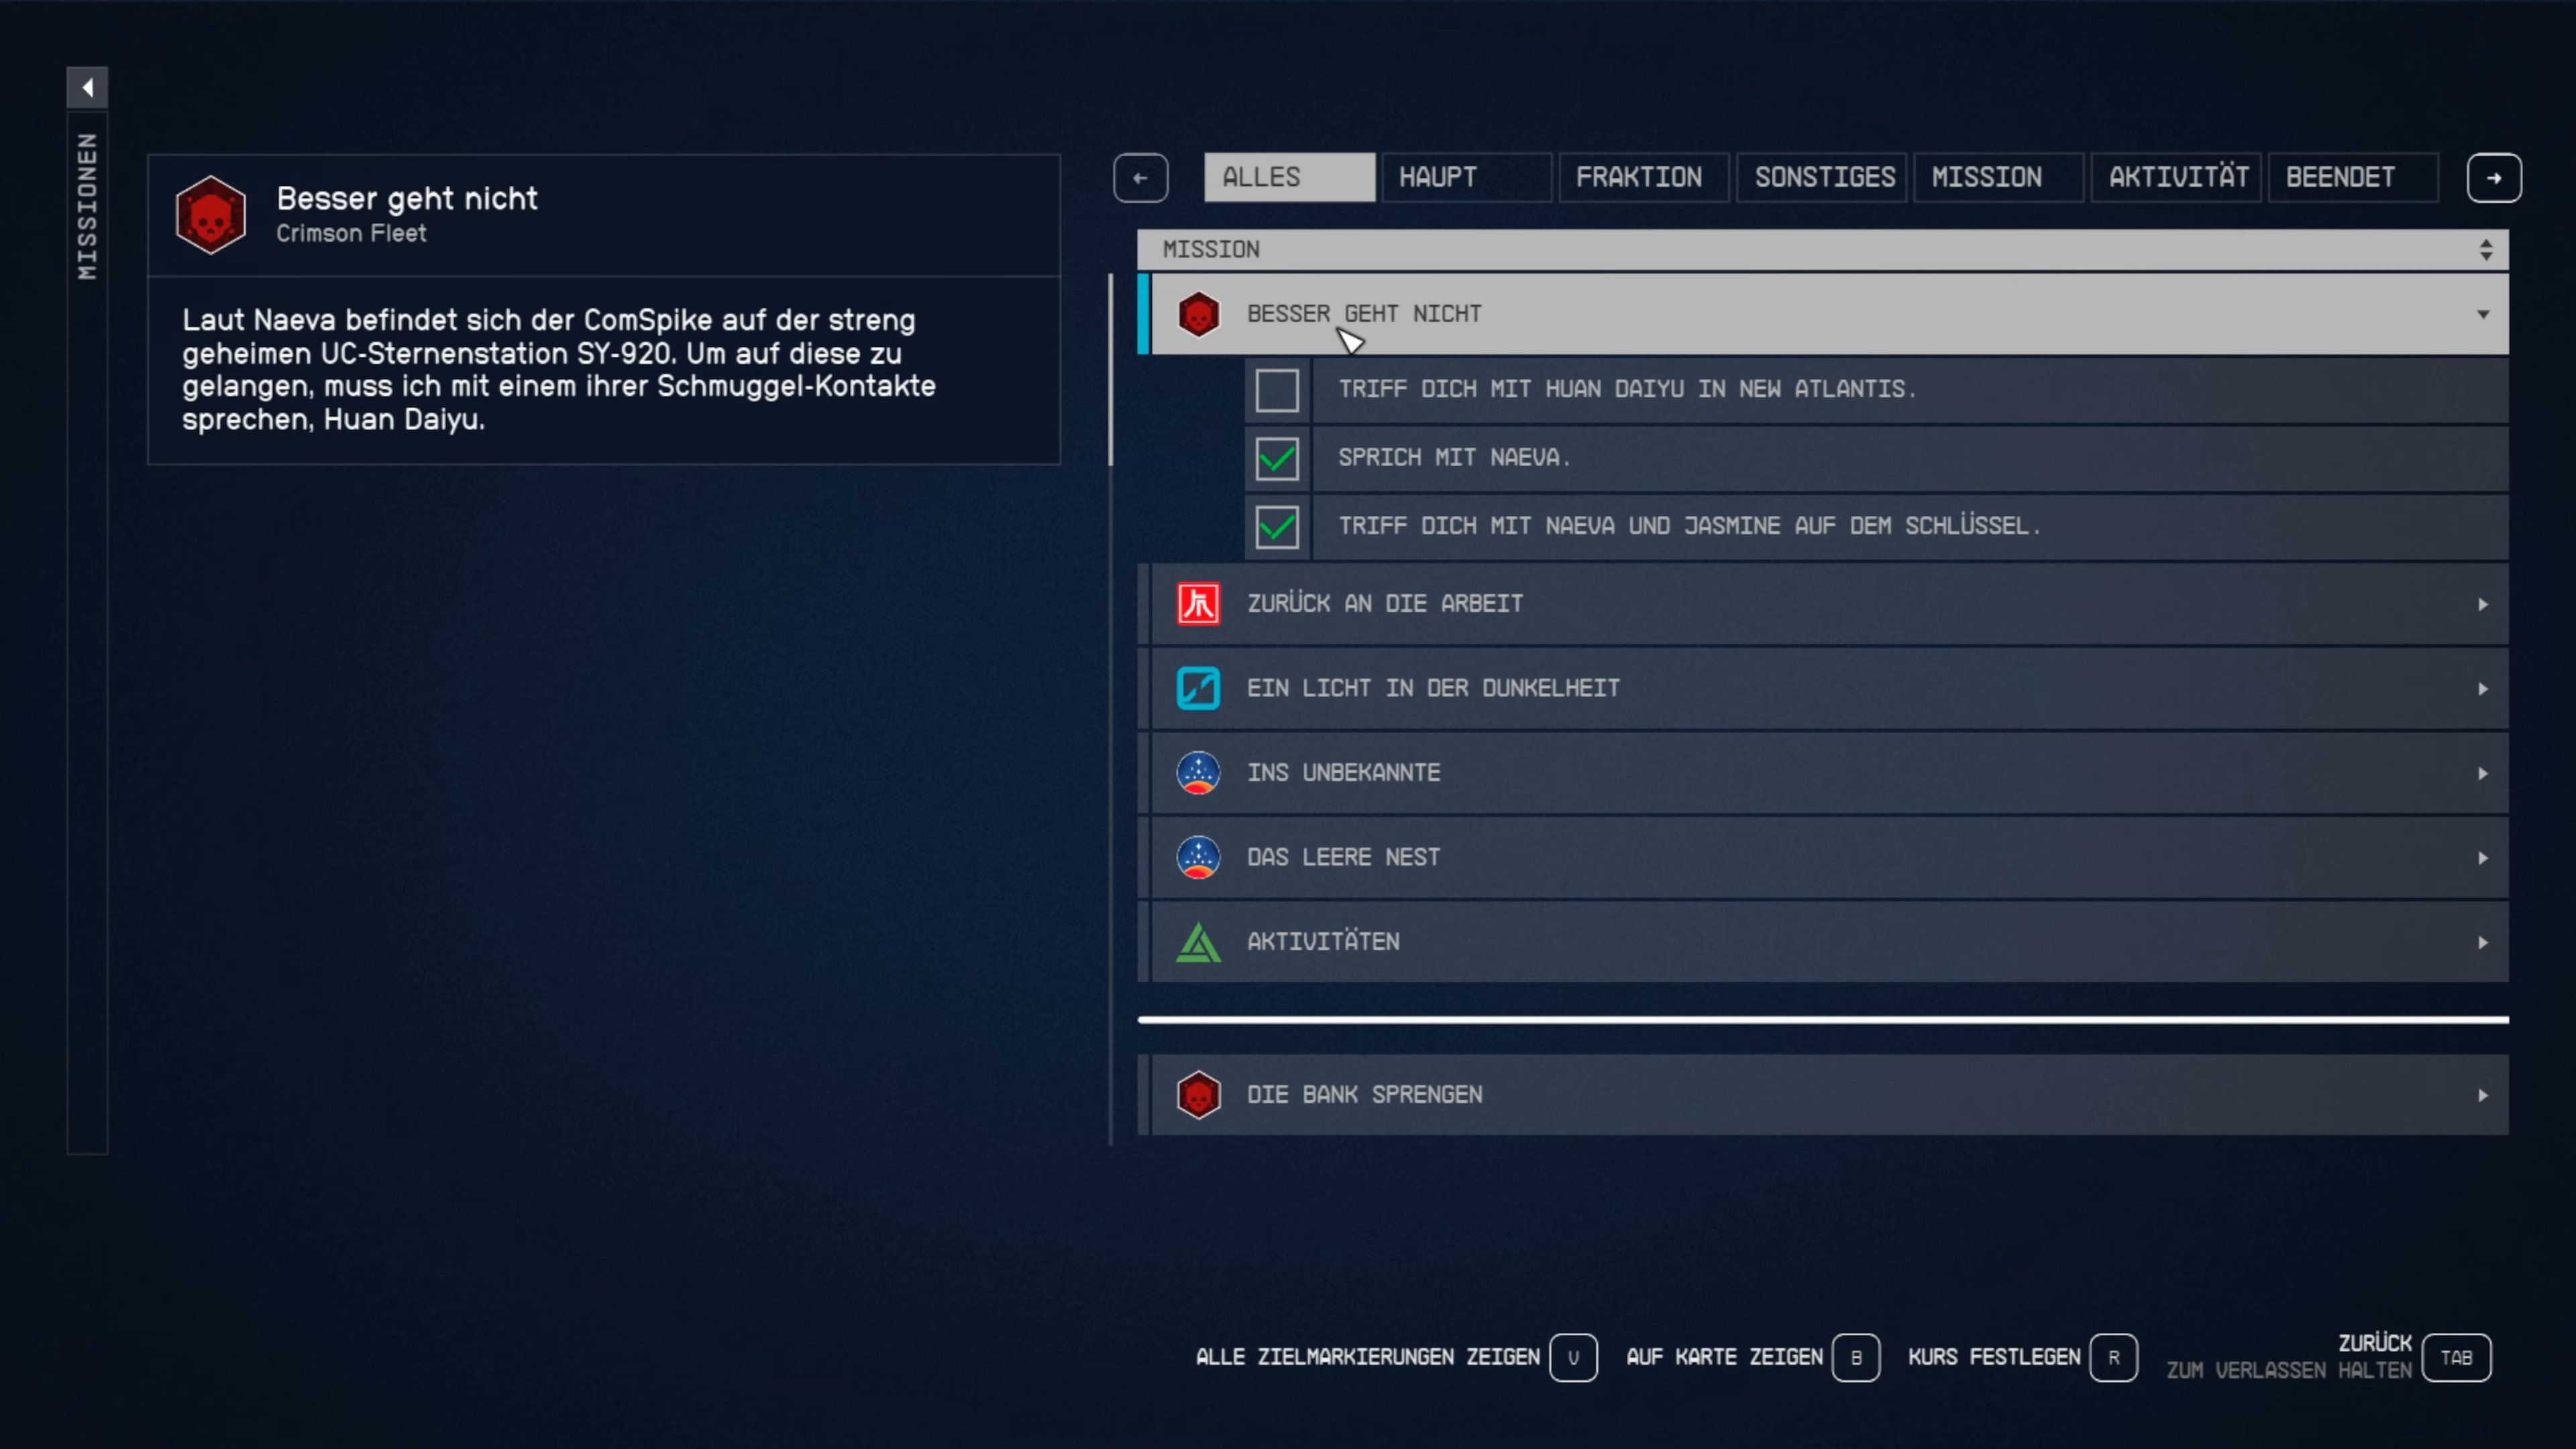 MISSIONEN
Besser geht nicht
Crimson Fleet
Laut Naeva befindet sich der ComSpike auf der streng
geheimen UC-Sternenstation SY-920. Um auf diese zu
gelangen, muss ich mit einem ihrer Schmuggel-Kontakte
sprechen, Huan Daiyu.
ALLES HAUPT FRAKTION SONSTIGES MISSION AKTIVITÄT BEENDET
MISSION
BESSER GEHT NICHT
TRIFF DICH MIT HUAN DAIYU IN NEW ATLANTIS.
SPRICH MIT NAEVA.
TRIFF DICH MIT NAEVA UND JASMINE AUF DEM SCHLÜSSEL.
ZURÜCK AN DIE ARBEIT
EIN LICHT IN DER DUNKELHEIT
INS UNBEKANNTE
DAS LEERE NEST
AKTIVITÄTEN
DIE BANK SPRENGEN
ALLE ZIELMARKIERUNGEN ZEIGEN V AUF KARTE ZEIGEN B KURS FESTLEGEN R ZURÜCK TAB
ZUM VERLASSEN HALTEN